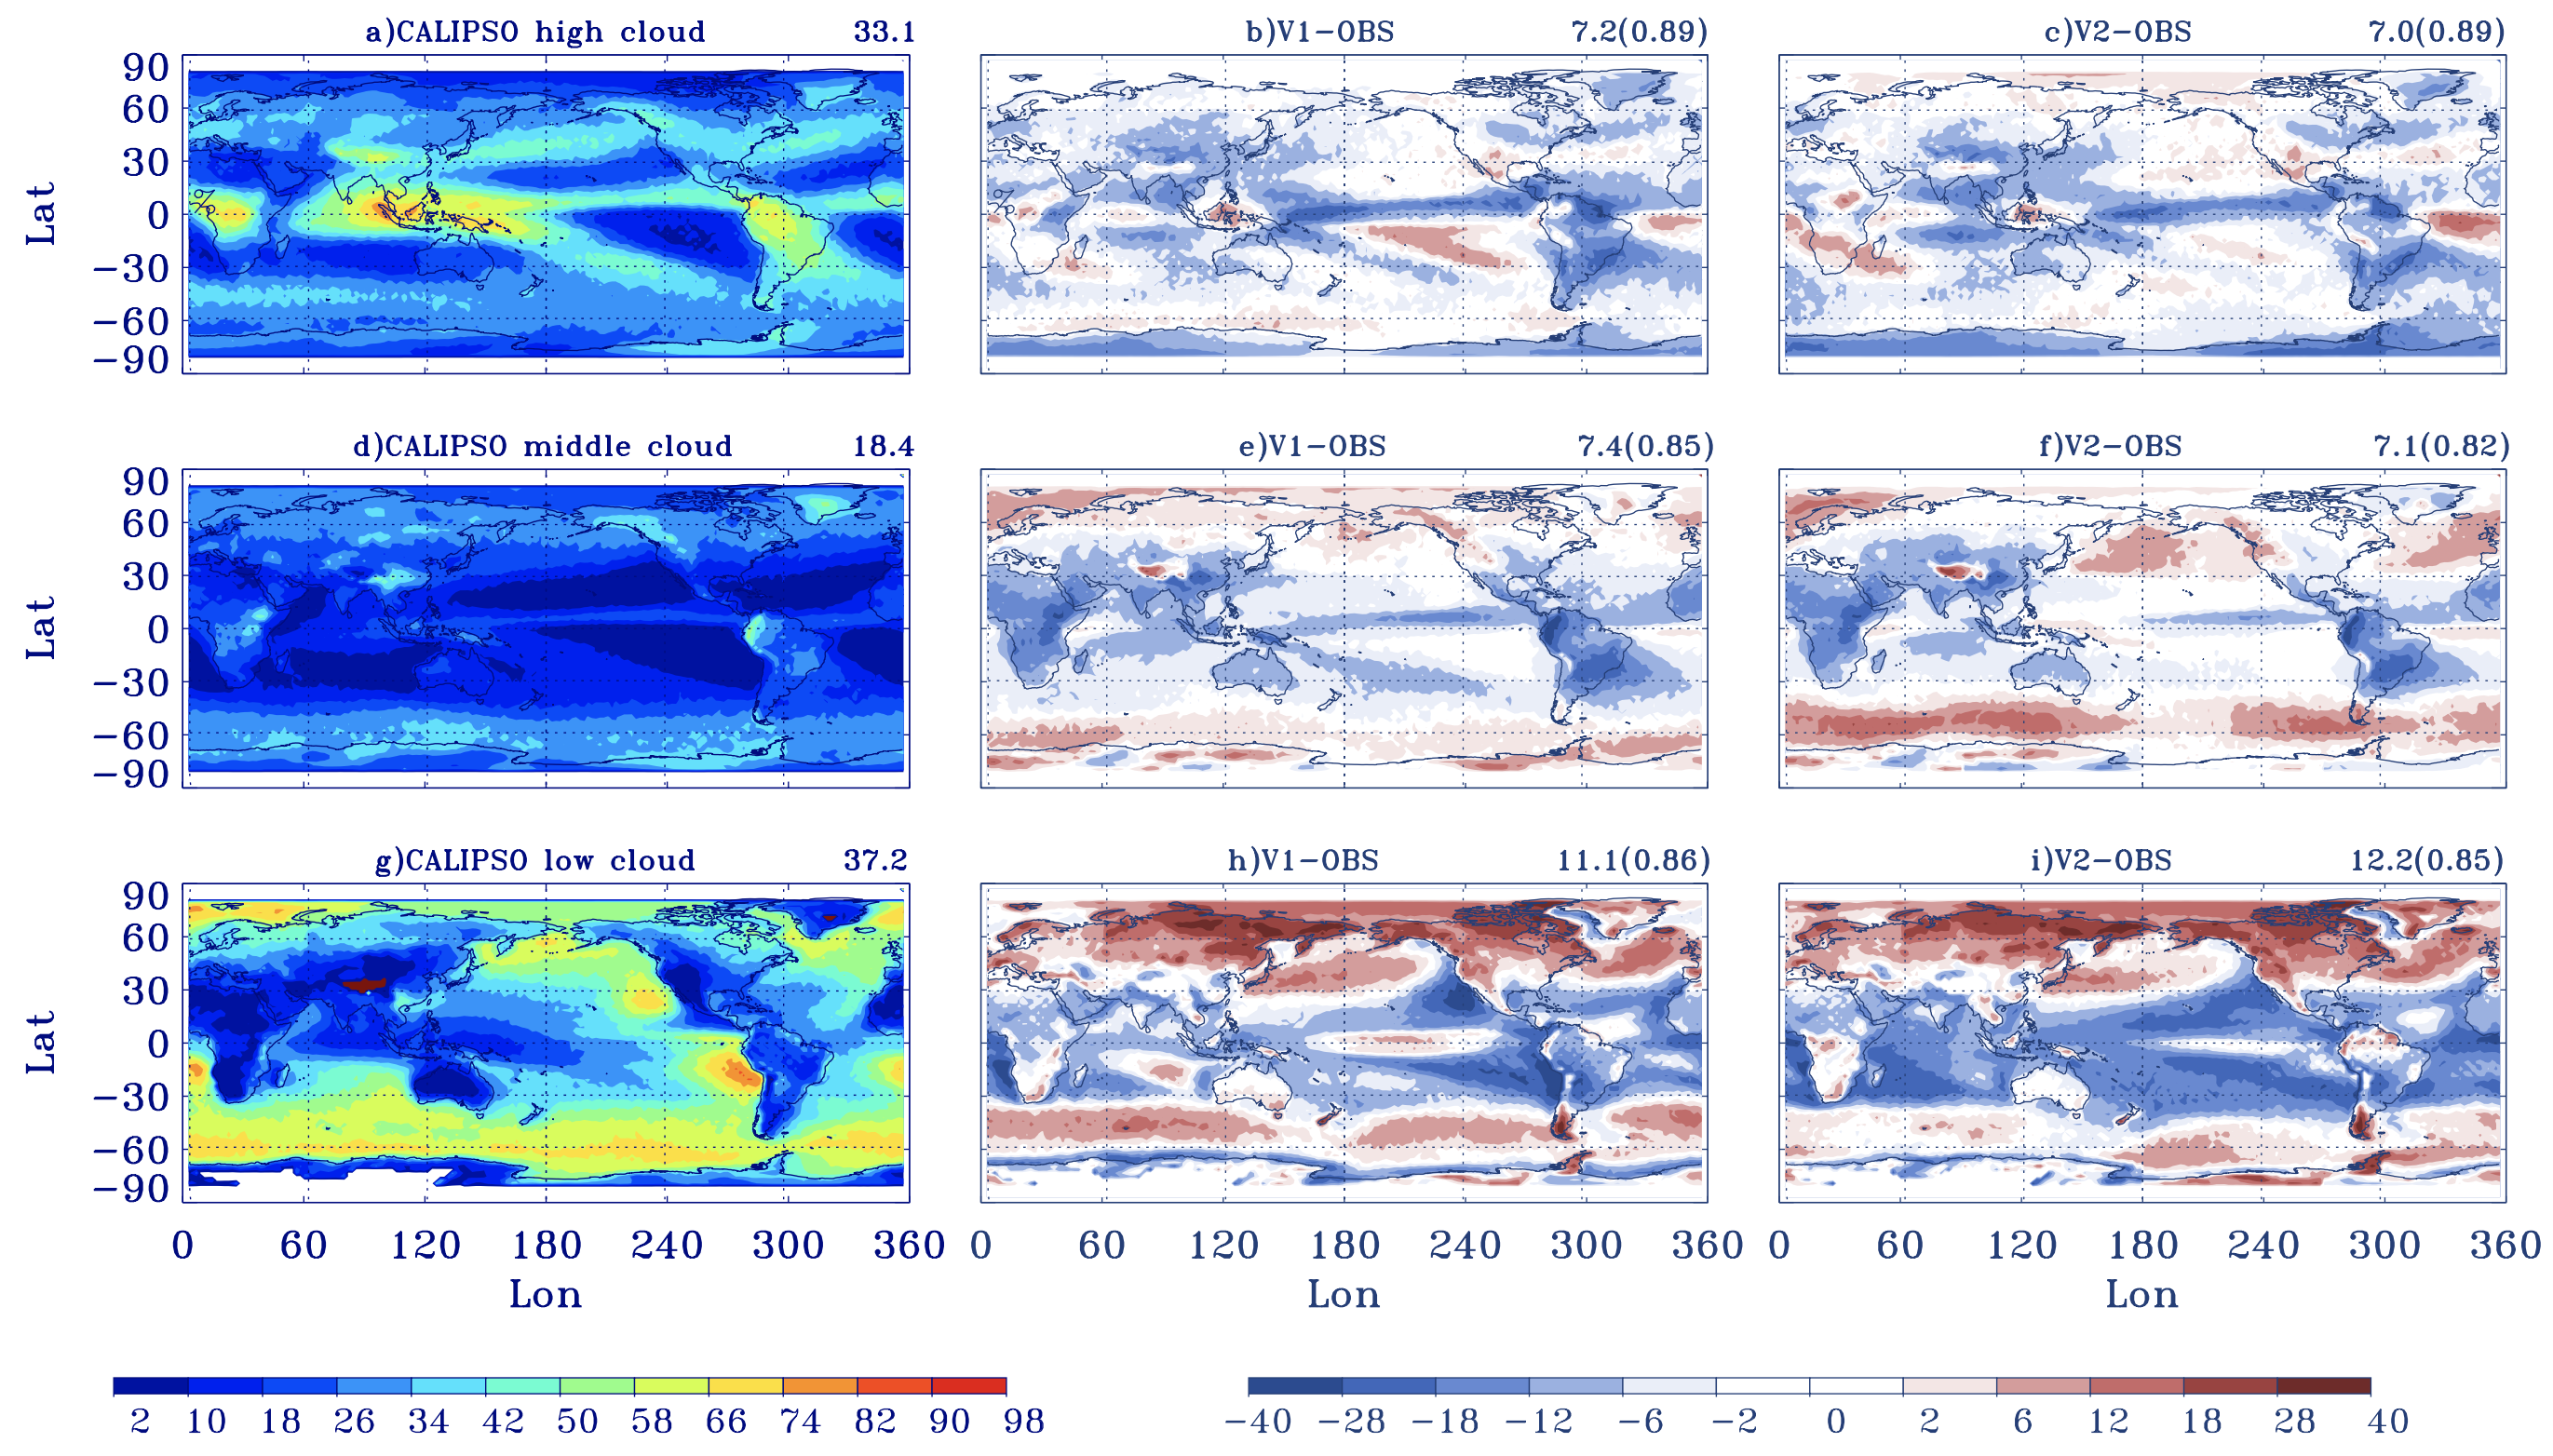 a)CALIPSO high cloud 33.1
b)V1-OBS 7.2(0.89)
c)V2-OBS 7.0(0.89)
90
60
30
0
-30
-60
-90
Lat
d)CALIPSO middle cloud 18.4
e)V1-OBS 7.4(0.85)
f)V2-OBS 7.1(0.82)
90
60
30
0
-30
-60
-90
Lat
g)CALIPSO low cloud 37.2
h)V1-OBS 11.1(0.86)
i)V2-OBS 12.2(0.85)
90
60
30
0
-30
-60
-90
Lat
0 60 120 180 240 300 360
0 60 120 180 240 300 360
0 60 120 180 240 300 360
Lon
Lon
Lon
2 10 18 26 34 42 50 58 66 74 82 90 98
-40 -28 -18 -12 -6 -2 0 2 6 12 18 28 40